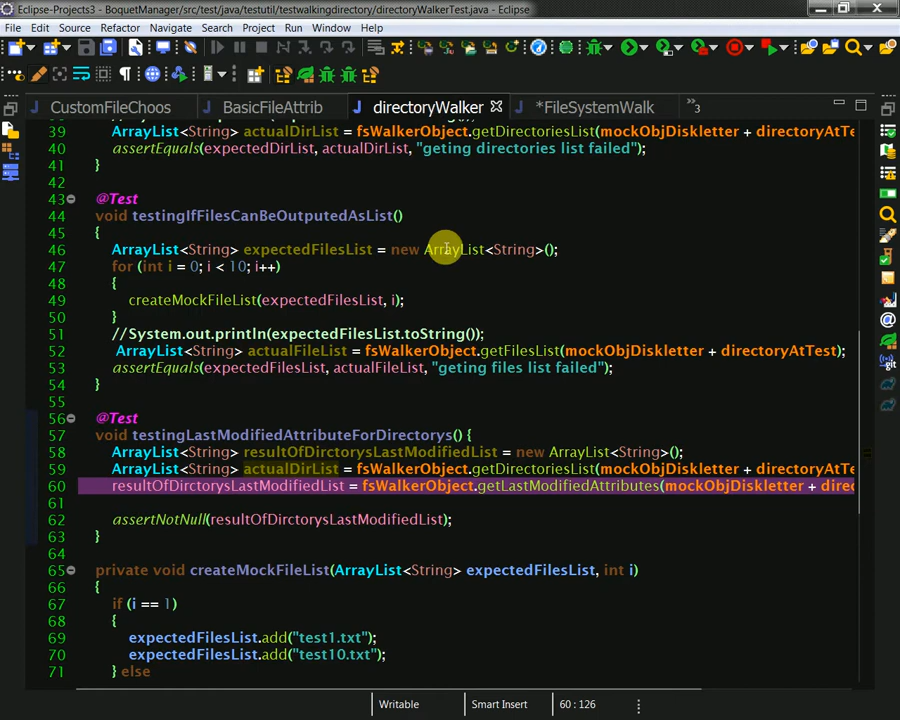 Eclipse-Projects3 - BoquetManager/src/test/java/testutil/testwalkingdirectory/directoryWalkerTest.java - Eclipse
File Edit Source Refactor Navigate Search Project Run Window Help
CustomFileChoos BasicFileAttrib directoryWalker *FileSystemWalk »3
39 ArrayList<String> actualDirList = fsWalkerObject.getDirectoriesList(mockObjDiskletter + directoryAtTe
40 assertEquals(expectedDirList, actualDirList, "geting directories list failed");
41 }
42
43 @Test
44 void testingIfFilesCanBeOutputedAsList()
45 {
46 ArrayList<String> expectedFilesList = new ArrayList<String>();
47 for (int i = 0; i < 10; i++)
48 {
49 createMockFileList(expectedFilesList, i);
50 }
51 //System.out.println(expectedFilesList.toString());
52 ArrayList<String> actualFileList = fsWalkerObject.getFilesList(mockObjDiskletter + directoryAtTest);
53 assertEquals(expectedFilesList, actualFileList, "geting files list failed");
54 }
55
56 @Test
57 void testingLastModifiedAttributeForDirectorys() {
58 ArrayList<String> resultOfDirctorysLastModifiedList = new ArrayList<String>();
59 ArrayList<String> actualDirList = fsWalkerObject.getDirectoriesList(mockObjDiskletter + directoryAtTe
60 resultOfDirctorysLastModifiedList = fsWalkerObject.getLastModifiedAttributes(mockObjDiskletter + direc
61
62 assertNotNull(resultOfDirctorysLastModifiedList);
63 }
64
65 private void createMockFileList(ArrayList<String> expectedFilesList, int i)
66 {
67 if (i == 1)
68 {
69 expectedFilesList.add("test1.txt");
70 expectedFilesList.add("test10.txt");
71 } else
Writable Smart Insert 60 : 126